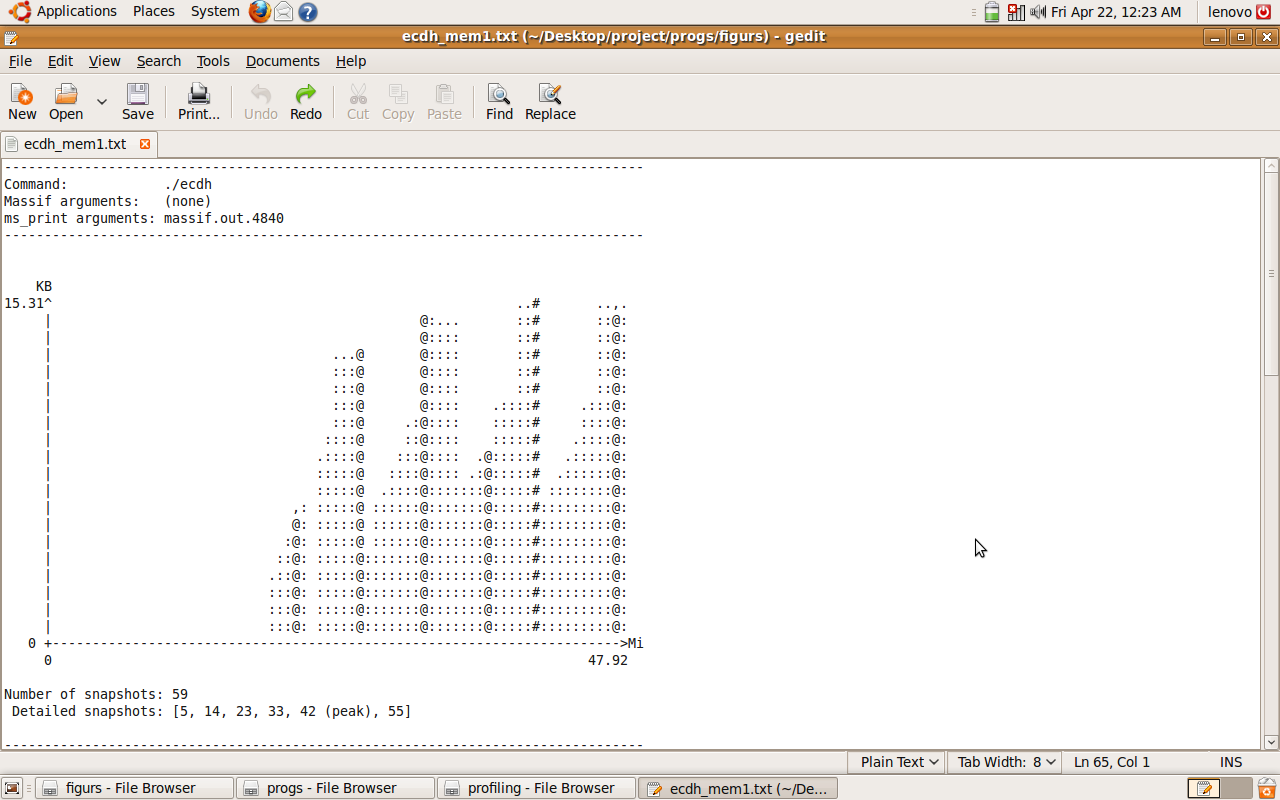 Applications Places System Fri Apr 22, 12:23 AM lenovo
ecdh_mem1.txt (~/Desktop/project/progs/figurs) - gedit
File Edit View Search Tools Documents Help
New Open Save Print... Undo Redo Cut Copy Paste Find Replace
ecdh_mem1.txt
--------------------------------------------------------------------------------
Command:            ./ecdh
Massif arguments:   (none)
ms_print arguments: massif.out.4840
--------------------------------------------------------------------------------
    KB
15.31^                                                          ..#       ..,.
     |                                              @:...       ::#       ::@:
     |                                              @::::       ::#       ::@:
     |                                   ...@       @::::       ::#       ::@:
     |                                   :::@       @::::       ::#       ::@:
     |                                   :::@       @::::       ::#       ::@:
     |                                   :::@       @::::    .::::#     .:::@:
     |                                   :::@     .:@::::    :::::#     ::::@:
     |                                  ::::@     ::@::::    :::::#    .::::@:
     |                                 .::::@    :::@::::  .@:::::#   .:::::@:
     |                                 :::::@   ::::@:::: .:@:::::#  .::::::@:
     |                                 :::::@  .::::@:::::::@:::::# ::::::::@:
     |                              ,: :::::@ ::::::@:::::::@:::::#:::::::::@:
     |                              @: :::::@ ::::::@:::::::@:::::#:::::::::@:
     |                             :@: :::::@ ::::::@:::::::@:::::#:::::::::@:
     |                            ::@: :::::@:::::::@:::::::@:::::#:::::::::@:
     |                           .::@: :::::@:::::::@:::::::@:::::#:::::::::@:
     |                           :::@: :::::@:::::::@:::::::@:::::#:::::::::@:
     |                           :::@: :::::@:::::::@:::::::@:::::#:::::::::@:
     |                           :::@: :::::@:::::::@:::::::@:::::#:::::::::@:
   0 +----------------------------------------------------------------------->Mi
     0                                                                   47.92
Number of snapshots: 59
 Detailed snapshots: [5, 14, 23, 33, 42 (peak), 55]
--------------------------------------------------------------------------------
Plain Text Tab Width: 8 Ln 65, Col 1 INS
figurs - File Browser progs - File Browser profiling - File Browser ecdh_mem1.txt (~/De...